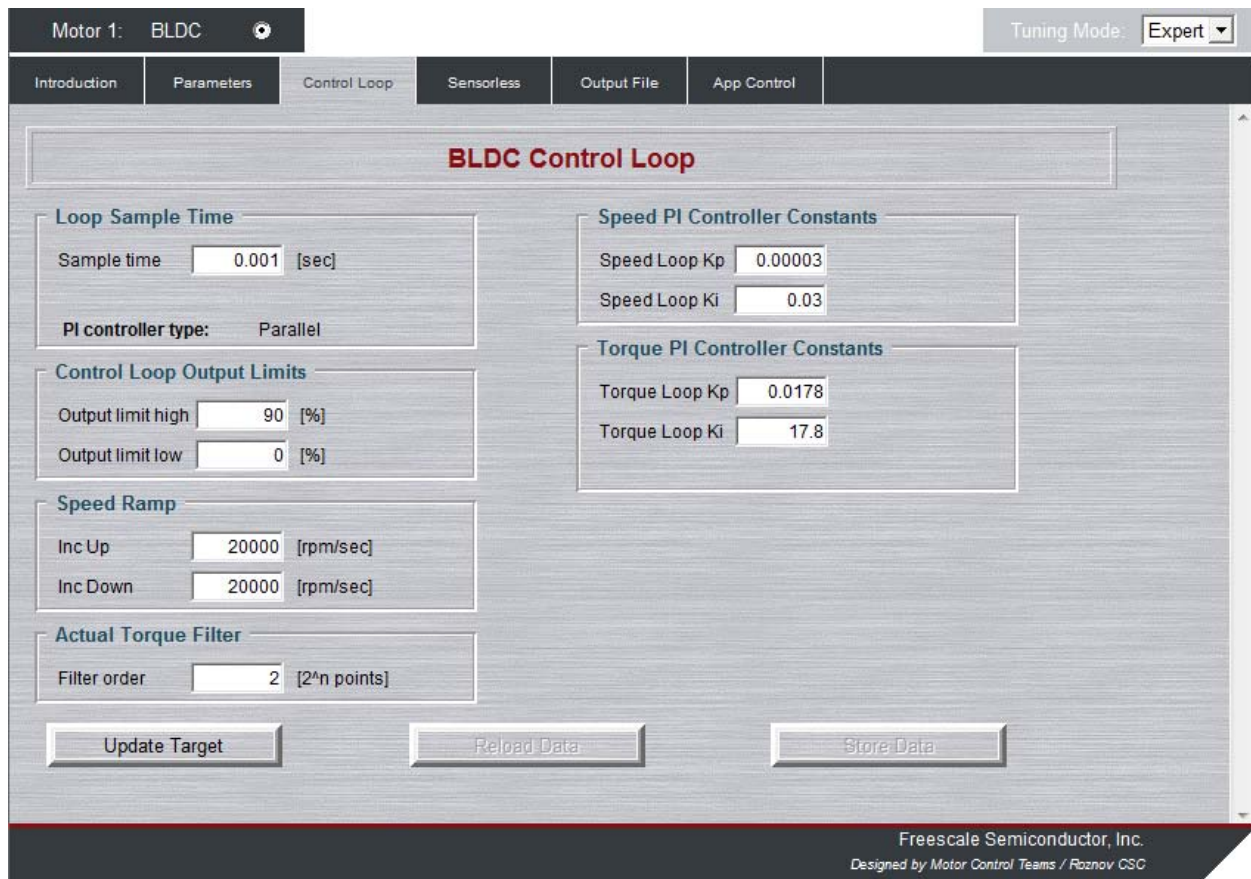 Motor 1: BLDC
Tuning Mode: Expert
Introduction Parameters Control Loop Sensorless Output File App Control
BLDC Control Loop
Loop Sample Time
Sample time 0.001 [sec]
PI controller type: Parallel
Control Loop Output Limits
Output limit high 90 [%]
Output limit low 0 [%]
Speed Ramp
Inc Up 20000 [rpm/sec]
Inc Down 20000 [rpm/sec]
Actual Torque Filter
Filter order 2 [2^n points]
Speed PI Controller Constants
Speed Loop Kp 0.00003
Speed Loop Ki 0.03
Torque PI Controller Constants
Torque Loop Kp 0.0178
Torque Loop Ki 17.8
Update Target Reload Data Store Data
Freescale Semiconductor, Inc.
Designed by Motor Control Teams / Roznov CSC